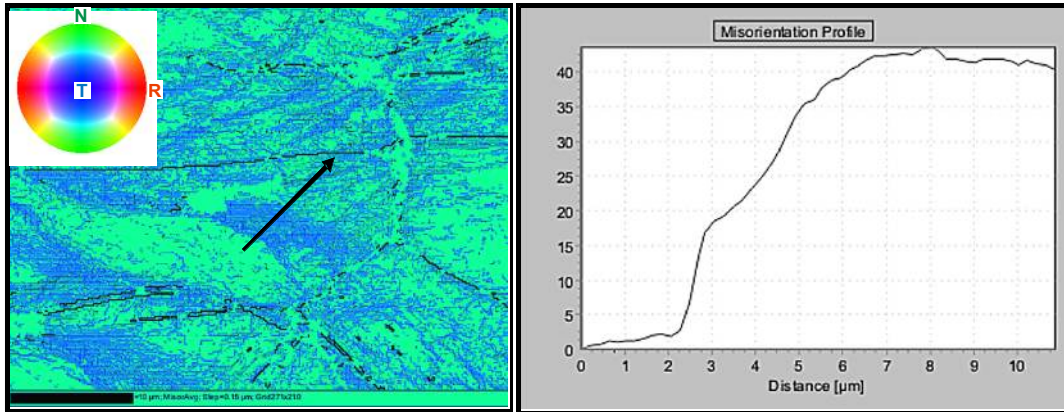 N
T
R
=10 µm; MisorAvg; Step=0.15 µm; Grid271x210
Misorientation Profile
40
35
30
25
20
15
10
5
0
0 1 2 3 4 5 6 7 8 9 10
Distance [µm]